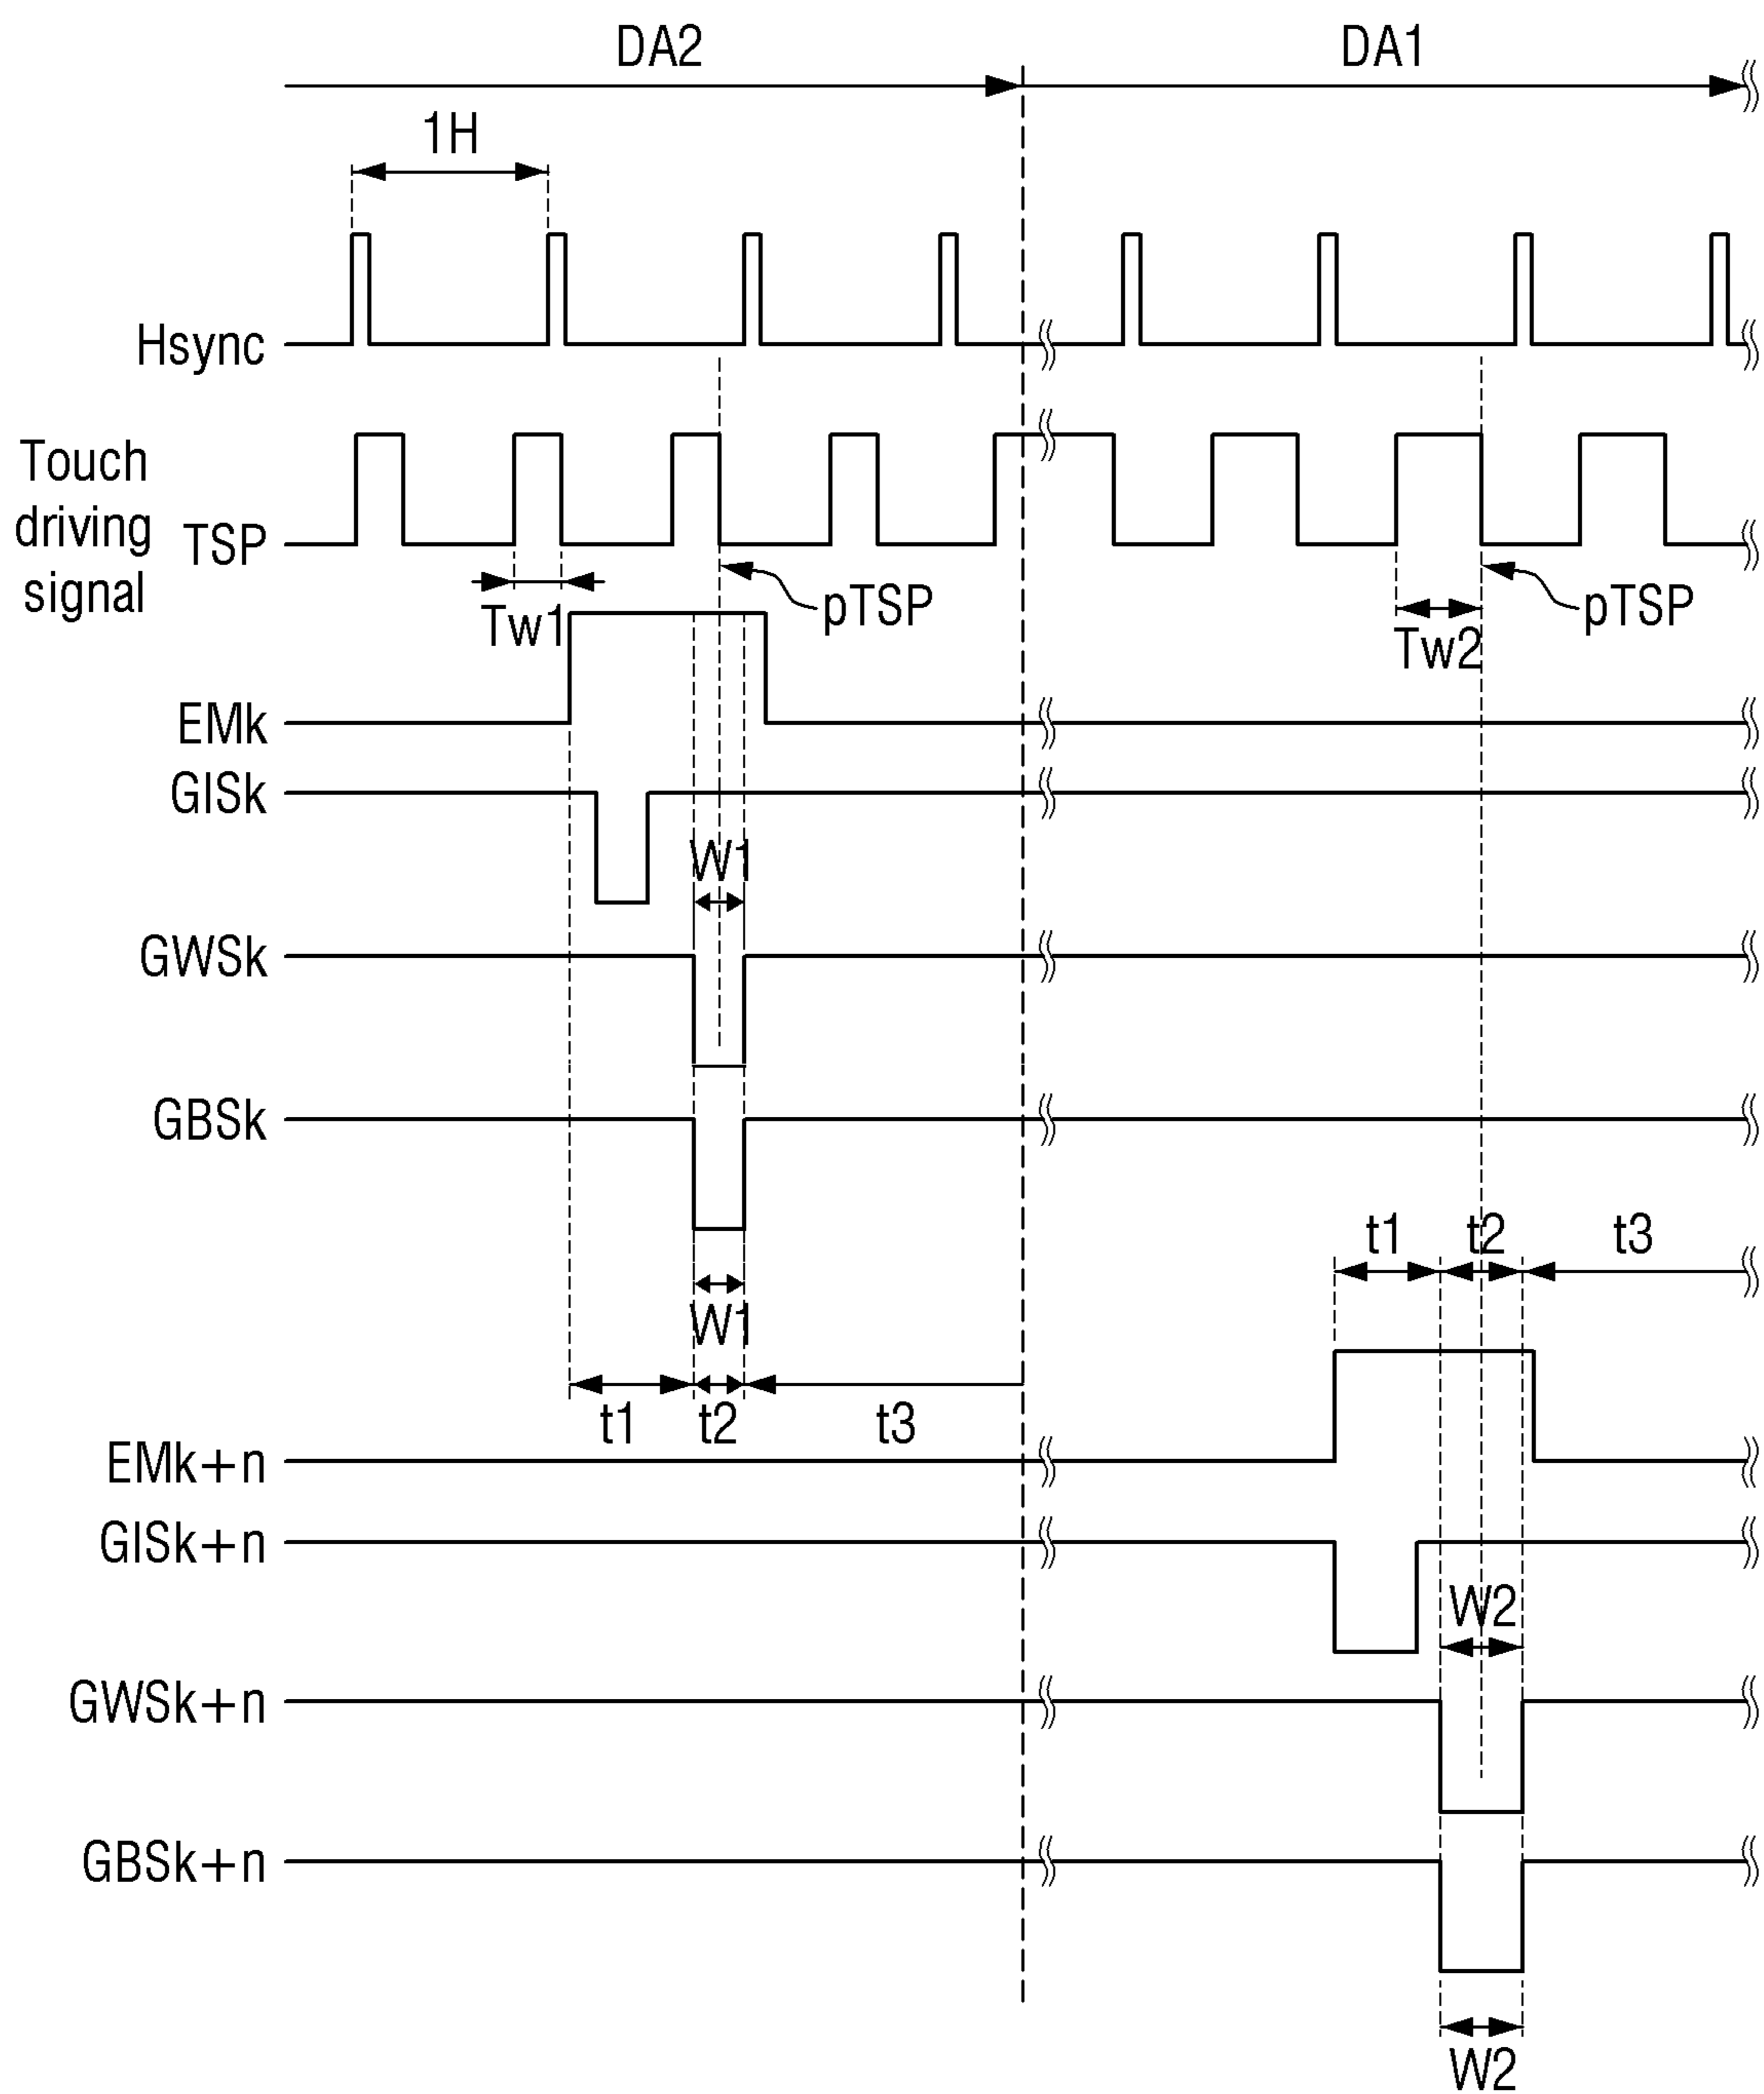 DA2 DA1
1H
Hsync
Touch
driving
signal
TSP
Tw1 pTSP Tw2 pTSP
EMk
GISk
W1
GWSk
GBSk
t1 t2 t3
W1
t1 t2 t3
EMk+n
GISk+n
W2
GWSk+n
GBSk+n
W2